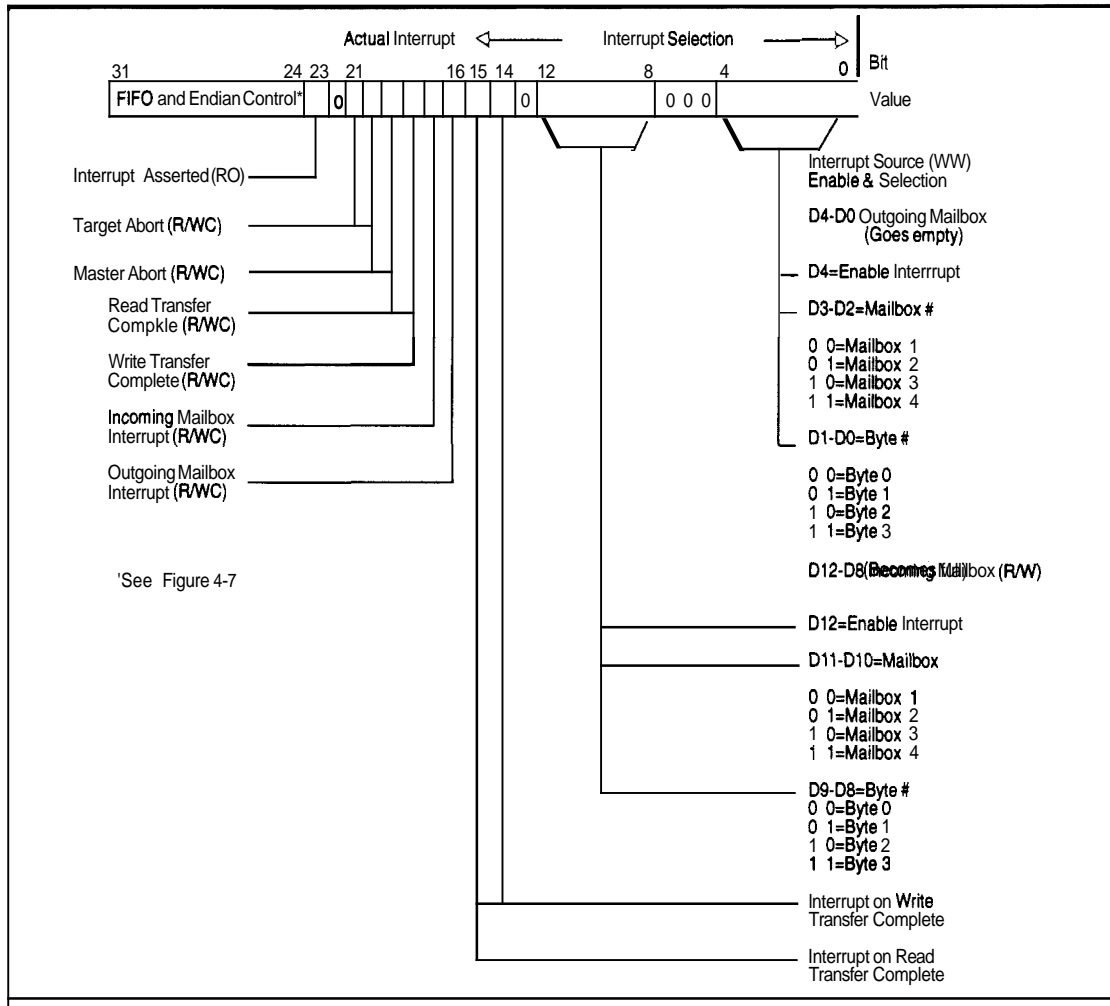 Actual Interrupt Interrupt Selection
31 24 23 21 16 15 14 12 8 4 0 Bit
FIFO and Endian Control* 0 0 0 0 0 Value
Interrupt Asserted (RO)
Target Abort (R/WC)
Master Abort (R/WC)
Read Transfer
Compkle (R/WC)
Write Transfer
Complete (R/WC)
Incoming Mailbox
Interrupt (R/WC)
Outgoing Mailbox
Interrupt (R/WC)
'See Figure 4-7
Interrupt Source (WW)
Enable & Selection
D4-D0 Outgoing Mailbox
(Goes empty)
D4=Enable Interrrupt
D3-D2=Mailbox #
0 0=Mailbox 1
0 1=Mailbox 2
1 0=Mailbox 3
1 1=Mailbox 4
D1-D0=Byte #
0 0=Byte 0
0 1=Byte 1
1 0=Byte 2
1 1=Byte 3
D12-D8 Mailbox (R/W)
D12=Enable Interrupt
D11-D10=Mailbox
0 0=Mailbox 1
0 1=Mailbox 2
1 0=Mailbox 3
1 1=Mailbox 4
D9-D8=Byte #
0 0=Byte 0
0 1=Byte 1
1 0=Byte 2
1 1=Byte 3
Interrupt on Write
Transfer Complete
Interrupt on Read
Transfer Complete